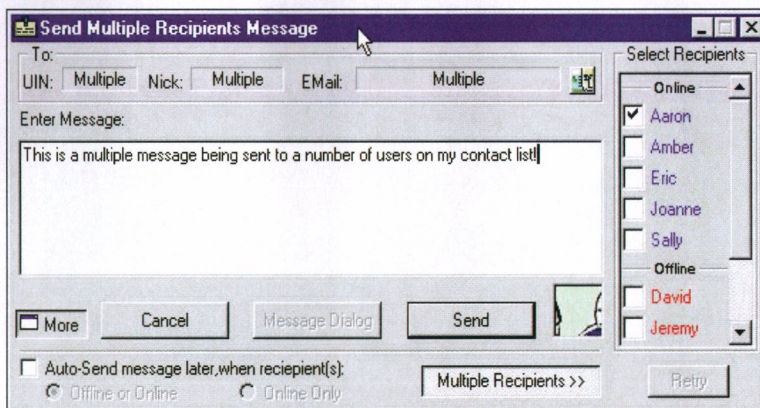 Send Multiple Recipients Message
To:
UIN: Multiple Nick: Multiple EMail: Multiple
Enter Message:
This is a multiple message being sent to a number of users on my contact list!
More
Cancel
Message Dialog
Send
Auto-Send message later,when reciepient(s):
Offline or Online
Online Only
Multiple Recipients >>
Select Recipients
Online
Aaron
Amber
Eric
Joanne
Sally
Offline
David
Jeremy
Retry